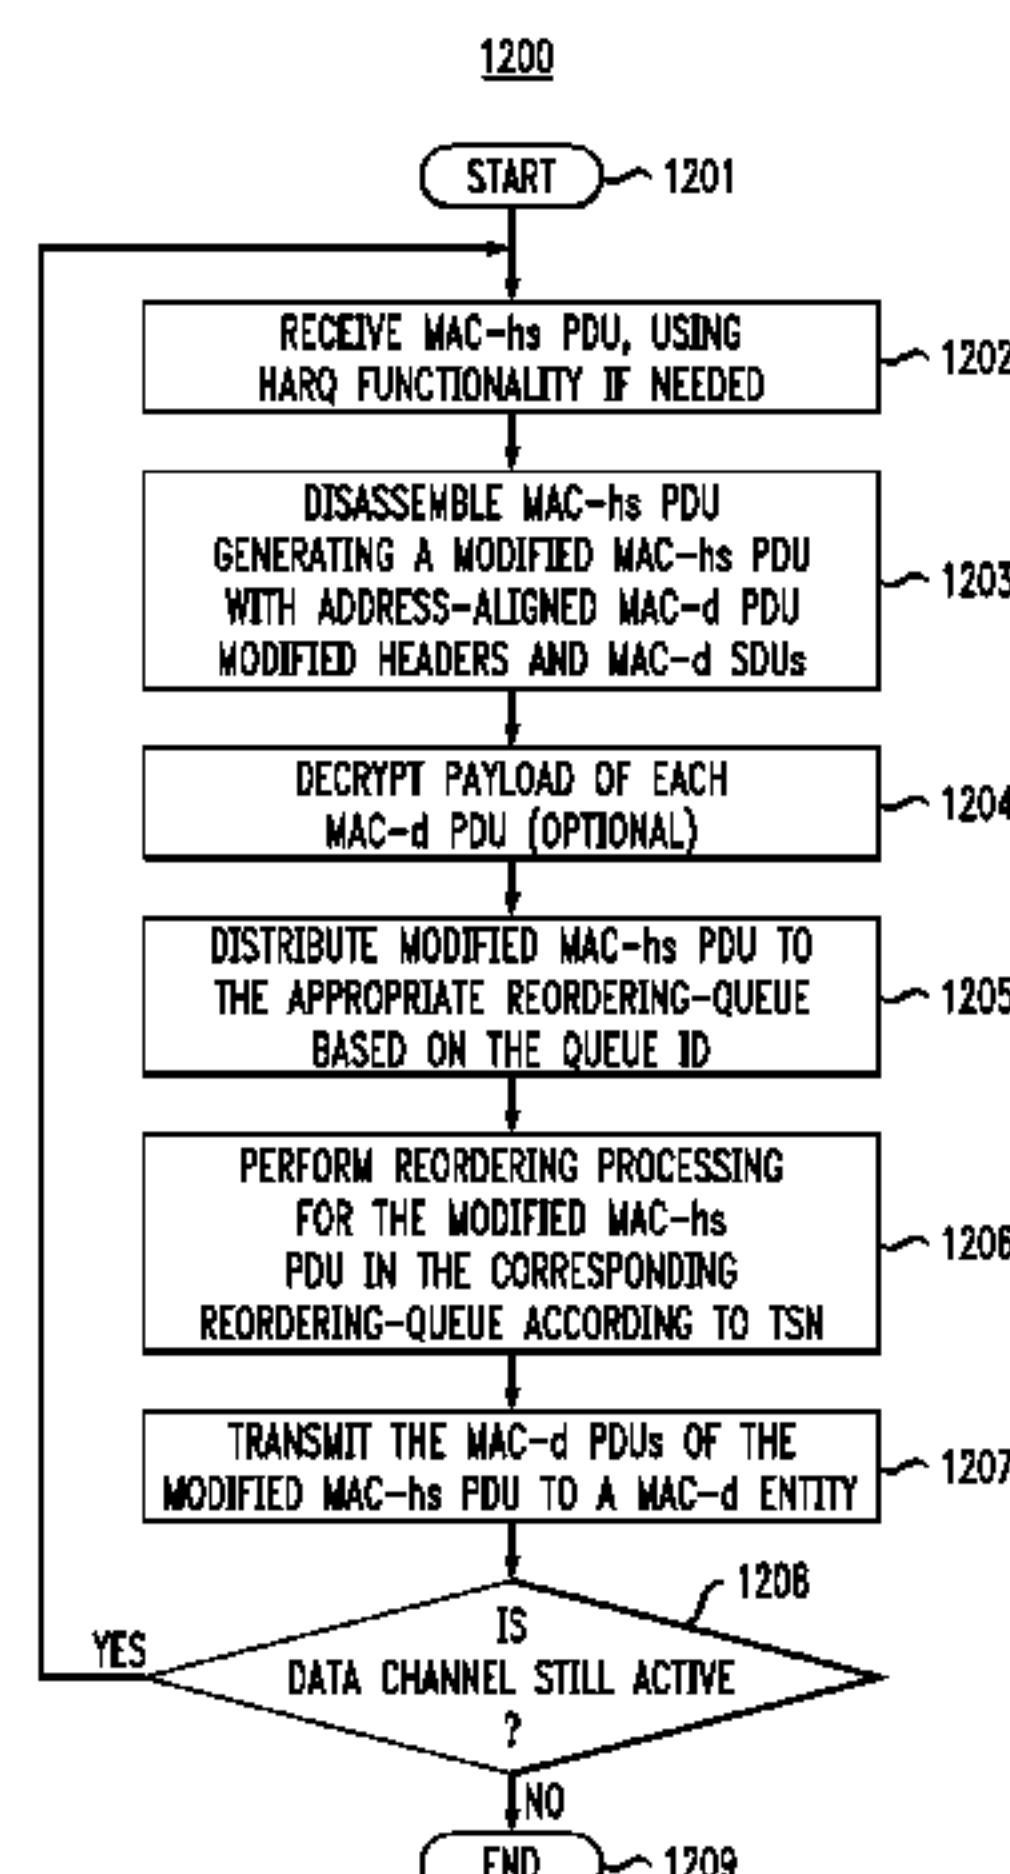 1200
START
1201
RECEIVE MAC-hs PDU, USING
HARQ FUNCTIONALITY IF NEEDED
1202
DISASSEMBLE MAC-hs PDU
GENERATING A MODIFIED MAC-hs PDU
WITH ADDRESS-ALIGNED MAC-d PDU
MODIFIED HEADERS AND MAC-d SDUs
1203
DECRYPT PAYLOAD OF EACH
MAC-d PDU (OPTIONAL)
1204
DISTRIBUTE MODIFIED MAC-hs PDU TO
THE APPROPRIATE REORDERING-QUEUE
BASED ON THE QUEUE ID
1205
PERFORM REORDERING PROCESSING
FOR THE MODIFIED MAC-hs
PDU IN THE CORRESPONDING
REORDERING-QUEUE ACCORDING TO TSN
1206
TRANSMIT THE MAC-d PDUs OF THE
MODIFIED MAC-hs PDU TO A MAC-d ENTITY
1207
1208
IS
DATA CHANNEL STILL ACTIVE
?
YES
NO
END
1209